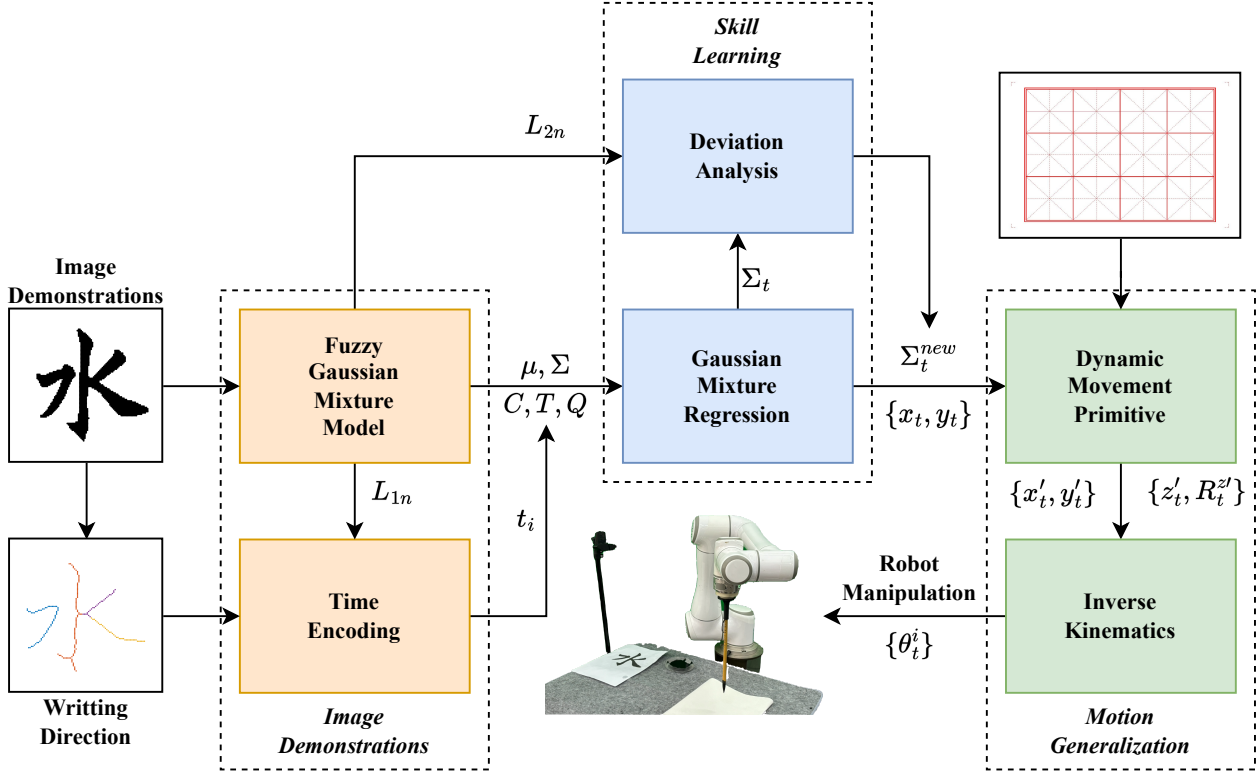 Skill
Learning
Deviation
Analysis
L_{2n}
Σ_t
Image
Demonstrations
水
Fuzzy
Gaussian
Mixture
Model
μ, Σ
C, T, Q
Gaussian
Mixture
Regression
Σ_t^{new}
{x_t, y_t}
Dynamic
Movement
Primitive
L_{1n}
t_i
{x′_t, y′_t}
{z′_t, R_t^{z′}}
水
Writting
Direction
Time
Encoding
Image
Demonstrations
水
Robot
Manipulation
{θ_t^i}
Inverse
Kinematics
Motion
Generalization